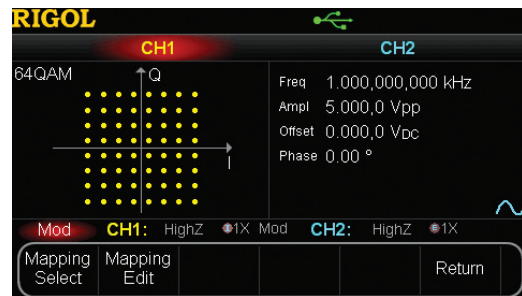 RIGOL
CH1
CH2
64QAM
Q
I
Freq 1.000,000,000 kHz
Ampl 5.000,0 Vpp
Offset 0.000,0 VDC
Phase 0.00 °
Mod CH1: HighZ 1X Mod CH2: HighZ 1X
Mapping Select
Mapping Edit
Return